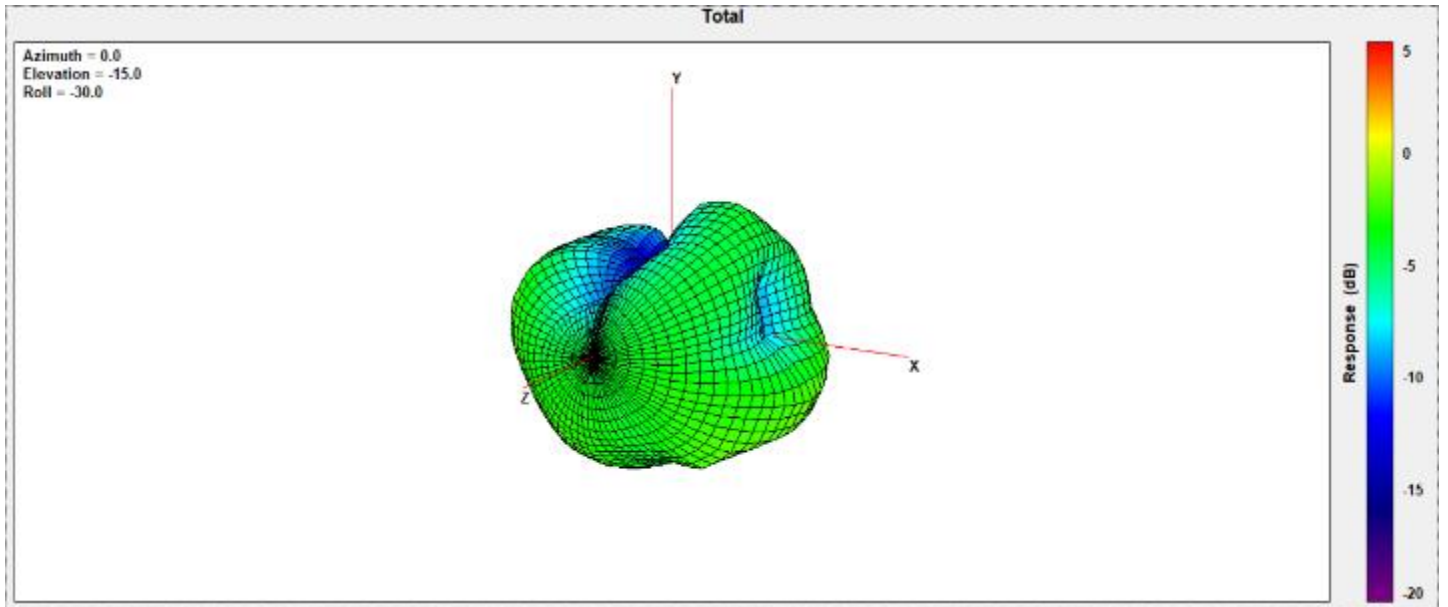 Total
Azimuth = 0.0
Elevation = -15.0
Roll = -30.0
Y
X
Z
5
0
-5
-10
-15
-20
Response (dB)